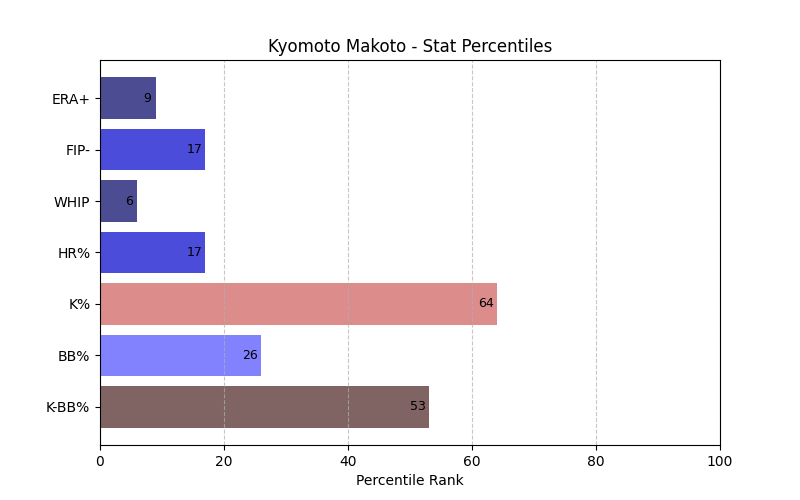 Kyomoto Makoto - Stat Percentiles
ERA+ 9
FIP- 17
WHIP 6
HR% 17
K% 64
BB% 26
K-BB% 53
0 20 40 60 80 100
Percentile Rank